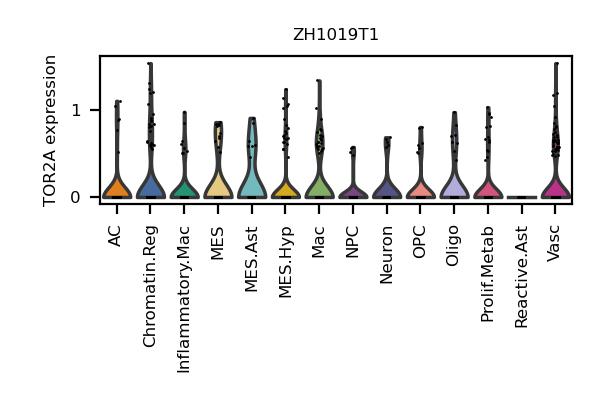 ZH1019T1
TOR2A expression
1
0
AC
Chromatin.Reg
Inflammatory.Mac
MES
MES.Ast
MES.Hyp
Mac
NPC
Neuron
OPC
Oligo
Prolif.Metab
Reactive.Ast
Vasc